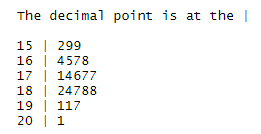 The decimal point is at the |
15 | 299
16 | 4578
17 | 14677
18 | 24788
19 | 117
20 | 1